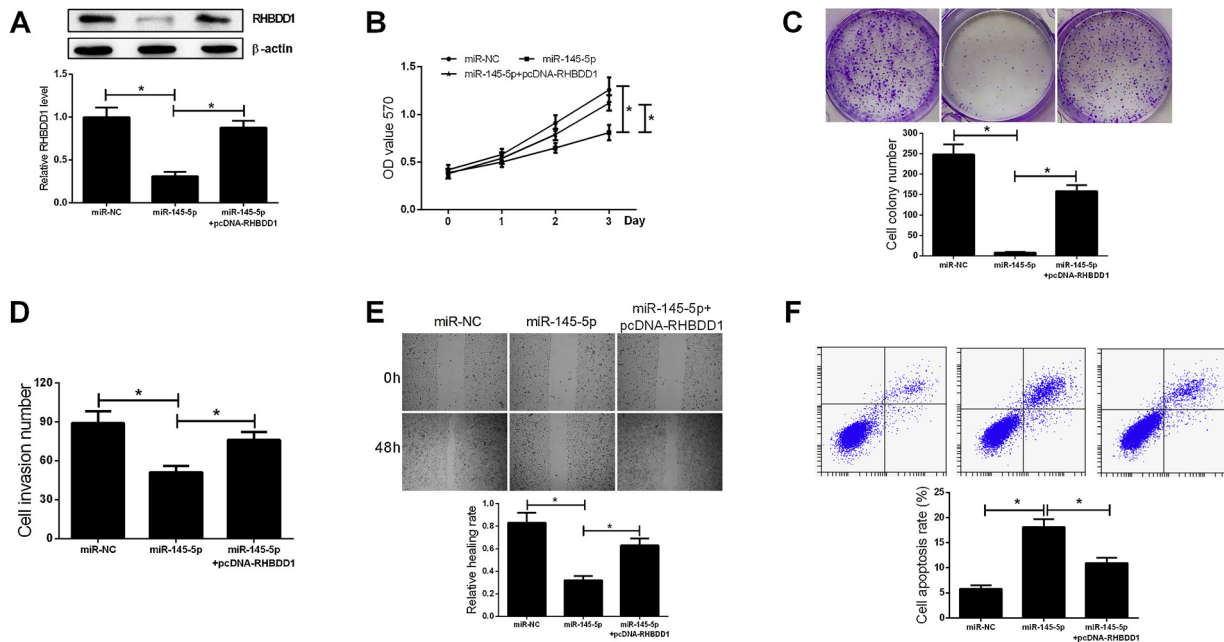 A
RHBDD1
β-actin
Relative RHBDD1 level
1.5
1.0
0.5
0.0
*
*
miR-NC
miR-145-5p
miR-145-5p
+pcDNA-RHBDD1
B
miR-NC
miR-145-5p
miR-145-5p+pcDNA-RHBDD1
OD value 570
1.5
1.0
0.5
0.0
*
*
0
1
2
3
Day
C
Cell colony number
300
250
200
150
100
50
0
*
*
miR-NC
miR-145-5p
miR-145-5p
+pcDNA-RHBDD1
D
Cell invasion number
120
90
60
30
0
*
*
miR-NC
miR-145-5p
miR-145-5p
+pcDNA-RHBDD1
E
miR-NC
miR-145-5p
miR-145-5p+
pcDNA-RHBDD1
0h
48h
Relative healing rate
1.0
0.8
0.6
0.4
0.2
0.0
*
*
miR-NC
miR-145-5p
miR-145-5p
+pcDNA-RHBDD1
F
Cell apoptosis rate (%)
25
20
15
10
5
0
*
*
miR-NC
miR-145-5p
miR-145-5p
+pcDNA-RHBDD1